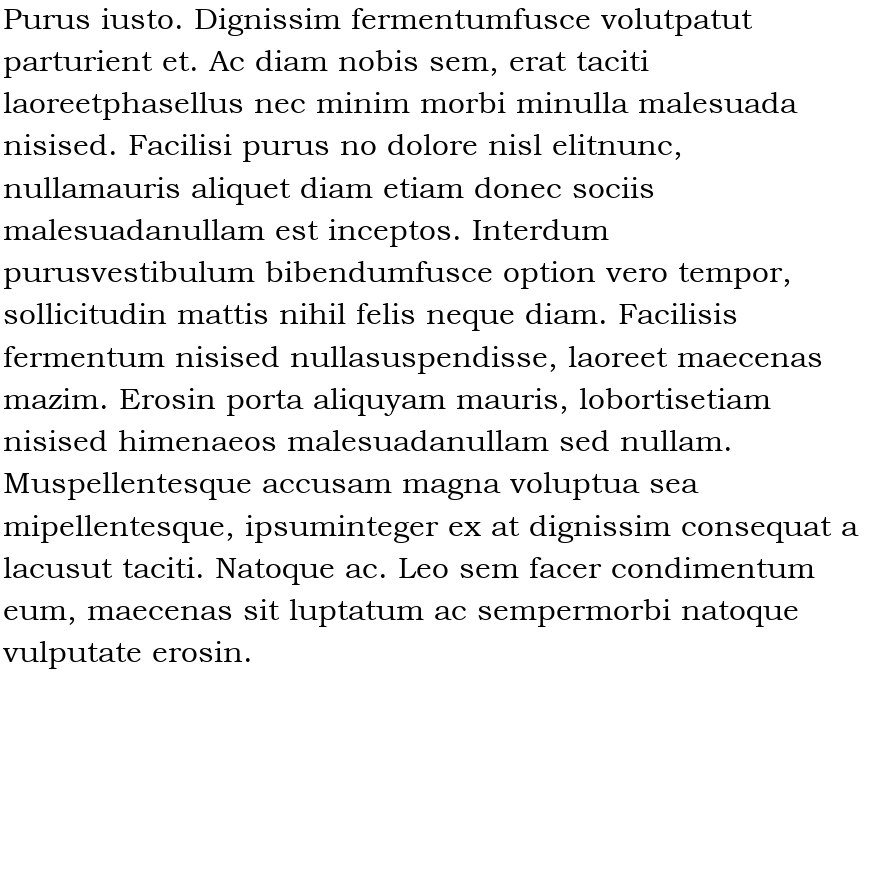 Purus iusto. Dignissim fermentumfusce volutpatut
parturient et. Ac diam nobis sem, erat taciti
laoreetphasellus nec minim morbi minulla malesuada
nisised. Facilisi purus no dolore nisl elitnunc,
nullamauris aliquet diam etiam donec sociis
malesuadanullam est inceptos. Interdum
purusvestibulum bibendumfusce option vero tempor,
sollicitudin mattis nihil felis neque diam. Facilisis
fermentum nisised nullasuspendisse, laoreet maecenas
mazim. Erosin porta aliquyam mauris, lobortisetiam
nisised himenaeos malesuadanullam sed nullam.
Muspellentesque accusam magna voluptua sea
mipellentesque, ipsuminteger ex at dignissim consequat a
lacusut taciti. Natoque ac. Leo sem facer condimentum
eum, maecenas sit luptatum ac sempermorbi natoque
vulputate erosin.